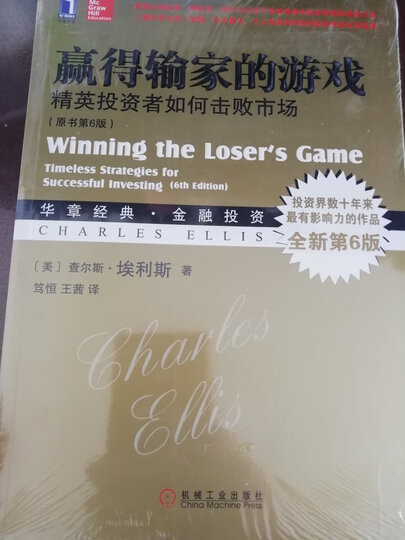 Mc
Graw
Hill
Education
赢得输家的游戏
精英投资者如何击败市场
(原书第6版)
Winning the Loser's Game
Timeless Strategies for
Successful Investing (6th Edition)
华章经典·金融投资
CHARLES ELLIS
投资界数十年来
最有影响力的作品
全新第6版
〔美〕查尔斯·埃利斯 著
笃恒 王茜 译
Charles
Ellis
机械工业出版社
China Machine Press